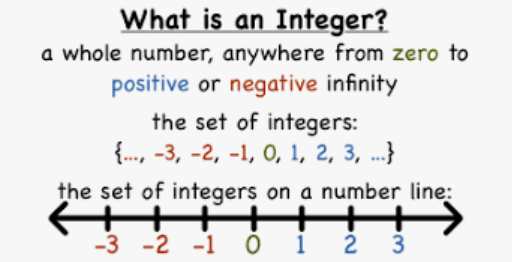 What is an Integer?
a whole number, anywhere from zero to
positive or negative infinity
the set of integers:
{..., -3, -2, -1, 0, 1, 2, 3, ...}
the set of integers on a number line:
-3 -2 -1 0 1 2 3